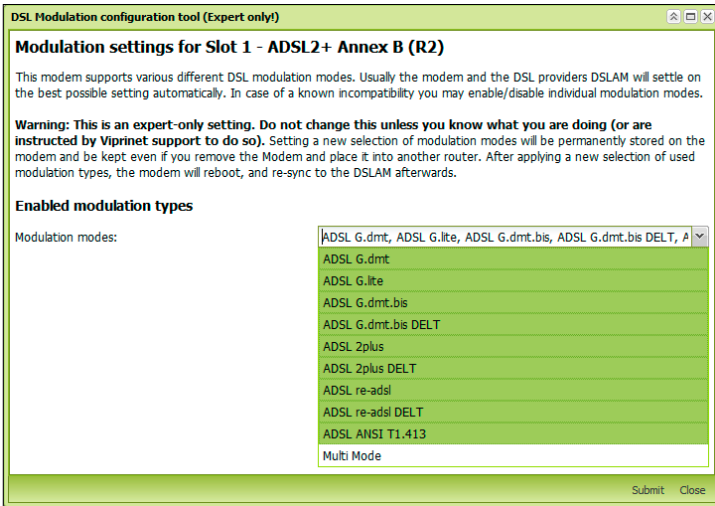 DSL Modulation configuration tool (Expert only!)
Modulation settings for Slot 1 - ADSL2+ Annex B (R2)
This modem supports various different DSL modulation modes. Usually the modem and the DSL providers DSLAM will settle on
the best possible setting automatically. In case of a known incompatibility you may enable/disable individual modulation modes.
Warning: This is an expert-only setting. Do not change this unless you know what you are doing (or are
instructed by Viprinet support to do so). Setting a new selection of modulation modes will be permanently stored on the
modem and be kept even if you remove the Modem and place it into another router. After applying a new selection of used
modulation types, the modem will reboot, and re-sync to the DSLAM afterwards.
Enabled modulation types
Modulation modes:
ADSL G.dmt, ADSL G.lite, ADSL G.dmt.bis, ADSL G.dmt.bis DELT, A
ADSL G.dmt
ADSL G.lite
ADSL G.dmt.bis
ADSL G.dmt.bis DELT
ADSL 2plus
ADSL 2plus DELT
ADSL re-adsl
ADSL re-adsl DELT
ADSL ANSI T1.413
Multi Mode
Submit Close